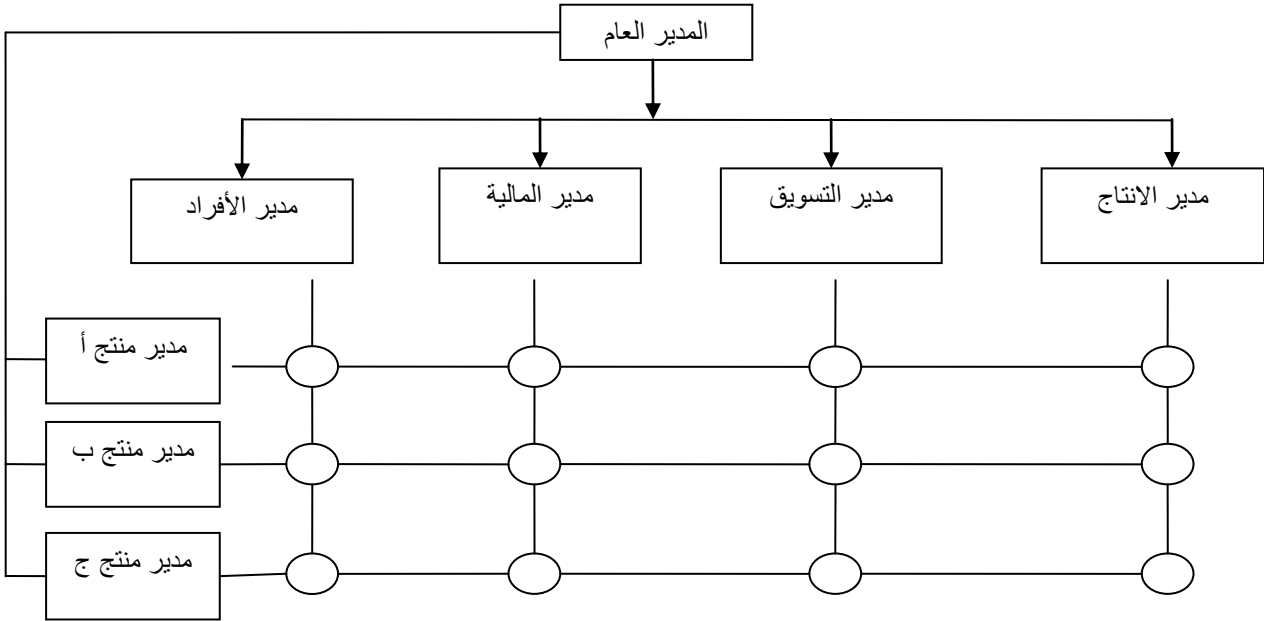 المدير العام
مدير الانتاج
مدير التسويق
مدير المالية
مدير الأفراد
مدير منتج أ
مدير منتج ب
مدير منتج ج